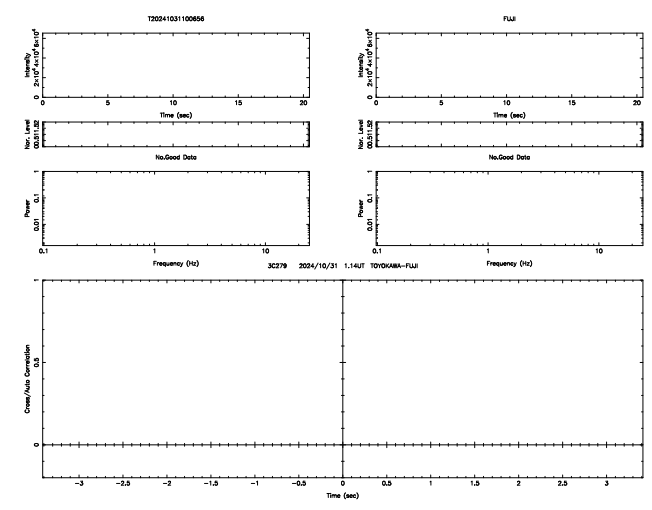 T20241031100656
FUJI
Intensity
0 2×10⁴ 4×10⁴ 6×10⁴
0 5 10 15 20
Time (sec)
Intensity
0 2×10⁴ 4×10⁴ 6×10⁴
0 5 10 15 20
Time (sec)
Nor. Level
00.511.52
Nor. Level
00.511.52
No.Good Data
No.Good Data
Power
0.01 0.1 1
0.1 1 10
Frequency (Hz)
Power
0.01 0.1 1
0.1 1 10
Frequency (Hz)
3C279 2024/10/31 1.14UT TOYOKAWA-FUJI
Cross/Auto Correlation
0 0.5 1
-3 -2.5 -2 -1.5 -1 -0.5 0 0.5 1 1.5 2 2.5 3
Time (sec)